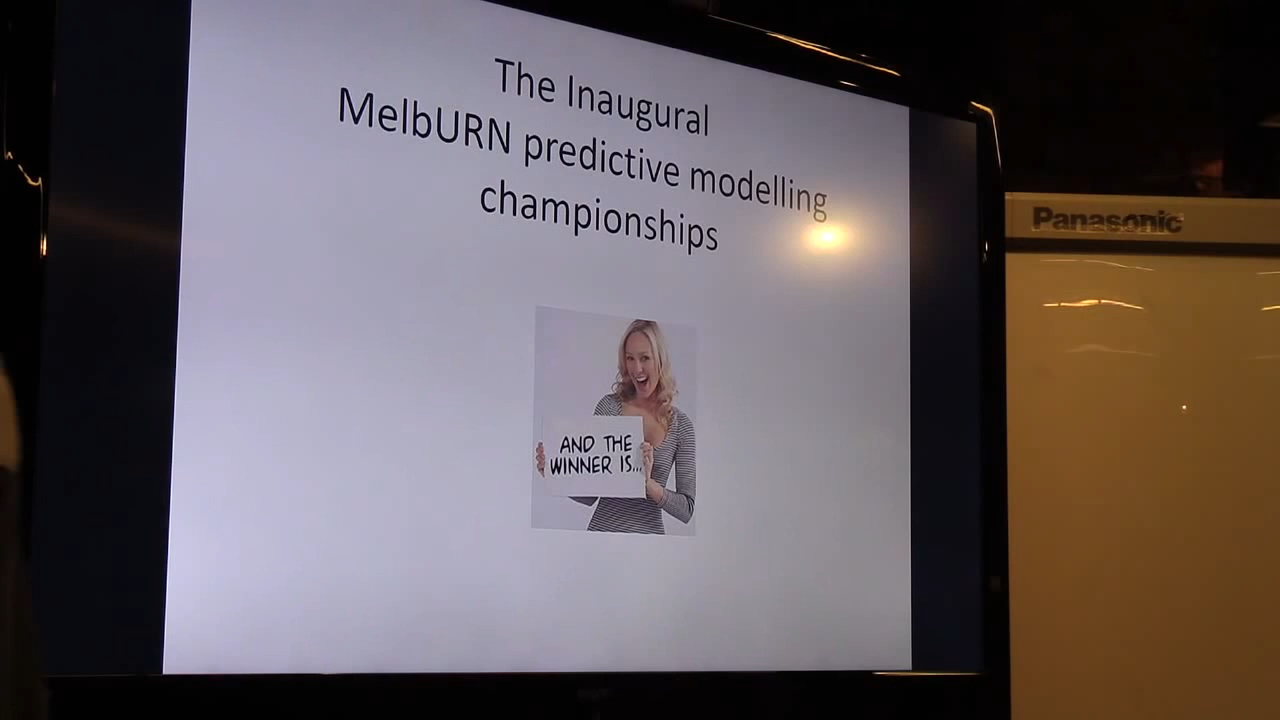 The Inaugural
MelbURN predictive modelling
championships
AND THE
WINNER IS...
Panasonic